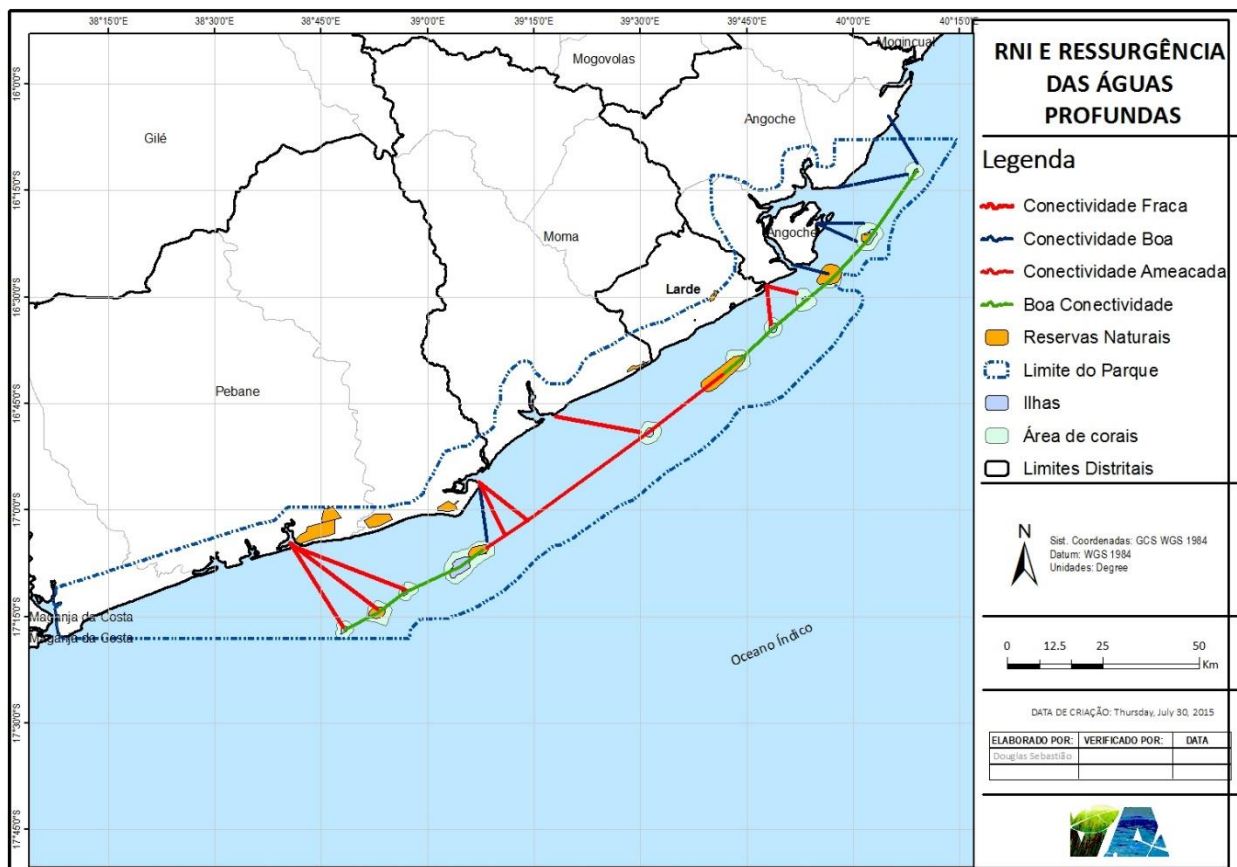 38°15'0"E 38°30'0"E 38°45'0"E 39°0'0"E 39°15'0"E 39°30'0"E 39°45'0"E 40°0'0"E 40°15'0"E
16°0'0"S
16°15'0"S
16°30'0"S
16°45'0"S
17°0'0"S
17°15'0"S
17°30'0"S
17°45'0"S
Mogincual
Mogovolas
Angoche
Gilé
Moma
Angoche
Larde
Pebane
Maganja da Costa
Maganja da Costa
Oceano Índico
RNI E RESSURGÊNCIA
DAS ÁGUAS
PROFUNDAS
Legenda
Conectividade Fraca
Conectividade Boa
Conectividade Ameacada
Boa Conectividade
Reservas Naturais
Limite do Parque
Ilhas
Área de corais
Limites Distritais
N
Sist. Coordenadas: GCS WGS 1984
Datum: WGS 1984
Unidades: Degree
0 12.5 25 50
Km
DATA DE CRIAÇÃO: Thursday, July 30, 2015
ELABORADO POR: VERIFICADO POR: DATA
Douglas Sebastião